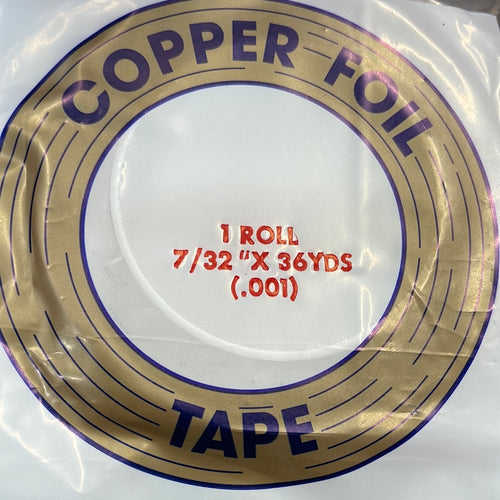 COPPER FOIL
1 ROLL
7/32 "X 36YDS
(.001)
TAPE